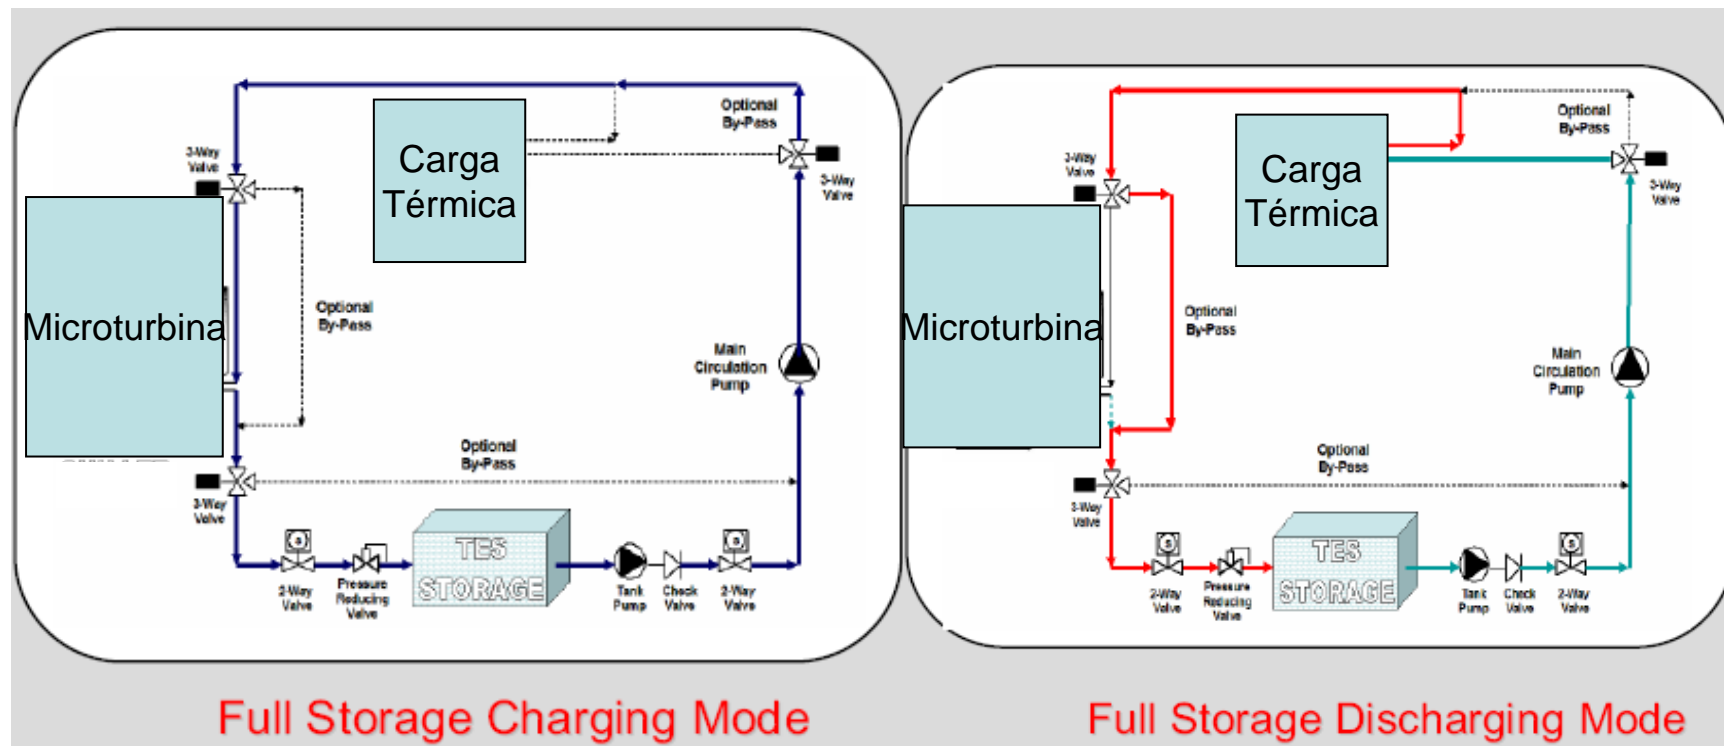 Optional
By-Pass
Carga
Térmica
3-Way
Valve
3-Way
Valve
Microturbina
Optional
By-Pass
Main
Circulation
Pump
Optional
By-Pass
3-Way
Valve
S
S
TES
STORAGE
2-Way
Valve
Pressure
Reducing
Valve
Tank
Pump
Check
Valve
2-Way
Valve
Full Storage Charging Mode
Optional
By-Pass
Carga
Térmica
3-Way
Valve
3-Way
Valve
Microturbina
Optional
By-Pass
Main
Circulation
Pump
Optional
By-Pass
3-Way
Valve
S
S
TES
STORAGE
2-Way
Valve
Pressure
Reducing
Valve
Tank
Pump
Check
Valve
2-Way
Valve
Full Storage Discharging Mode